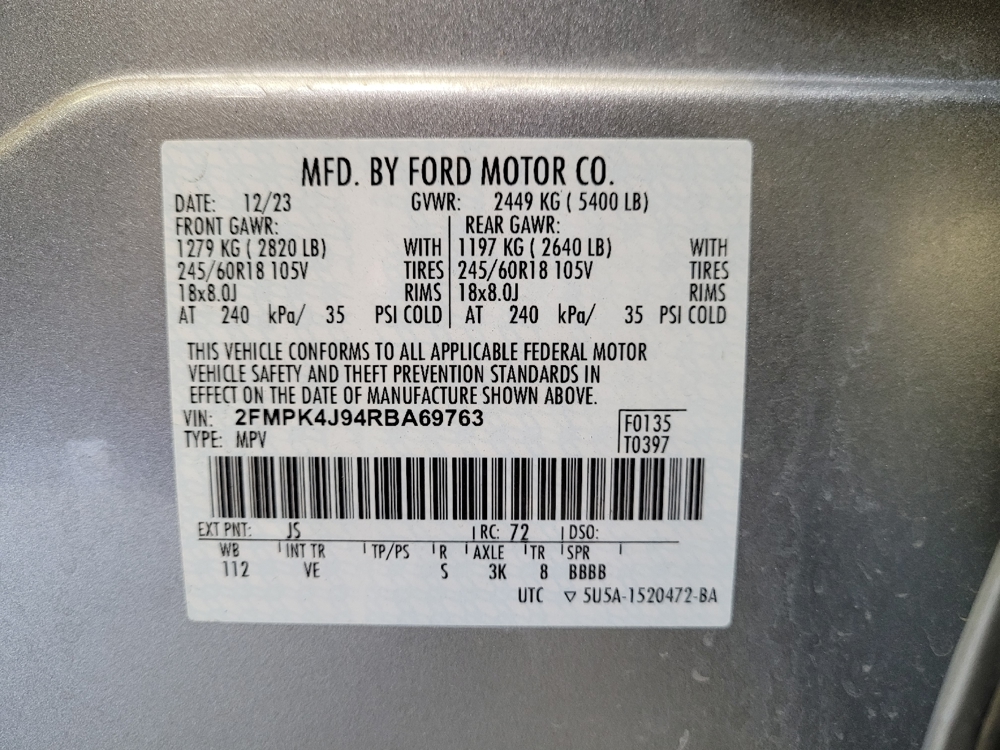 MFD. BY FORD MOTOR CO.
DATE: 12/23 GVWR: 2449 KG ( 5400 LB)
FRONT GAWR: REAR GAWR:
1279 KG ( 2820 LB) WITH 1197 KG ( 2640 LB) WITH
245/60R18 105V TIRES 245/60R18 105V TIRES
18x8.0J RIMS 18x8.0J RIMS
AT 240 kPa/ 35 PSI COLD AT 240 kPa/ 35 PSI COLD
THIS VEHICLE CONFORMS TO ALL APPLICABLE FEDERAL MOTOR
VEHICLE SAFETY AND THEFT PREVENTION STANDARDS IN
EFFECT ON THE DATE OF MANUFACTURE SHOWN ABOVE.
VIN: 2FMPK4J94RBA69763 F0135
TYPE: MPV T0397
EXT PNT: JS RC: 72 DSO:
WB INT TR TP/PS R AXLE TR SPR
112 VE S 3K 8 BBBB
UTC ▽ 5U5A-1520472-BA